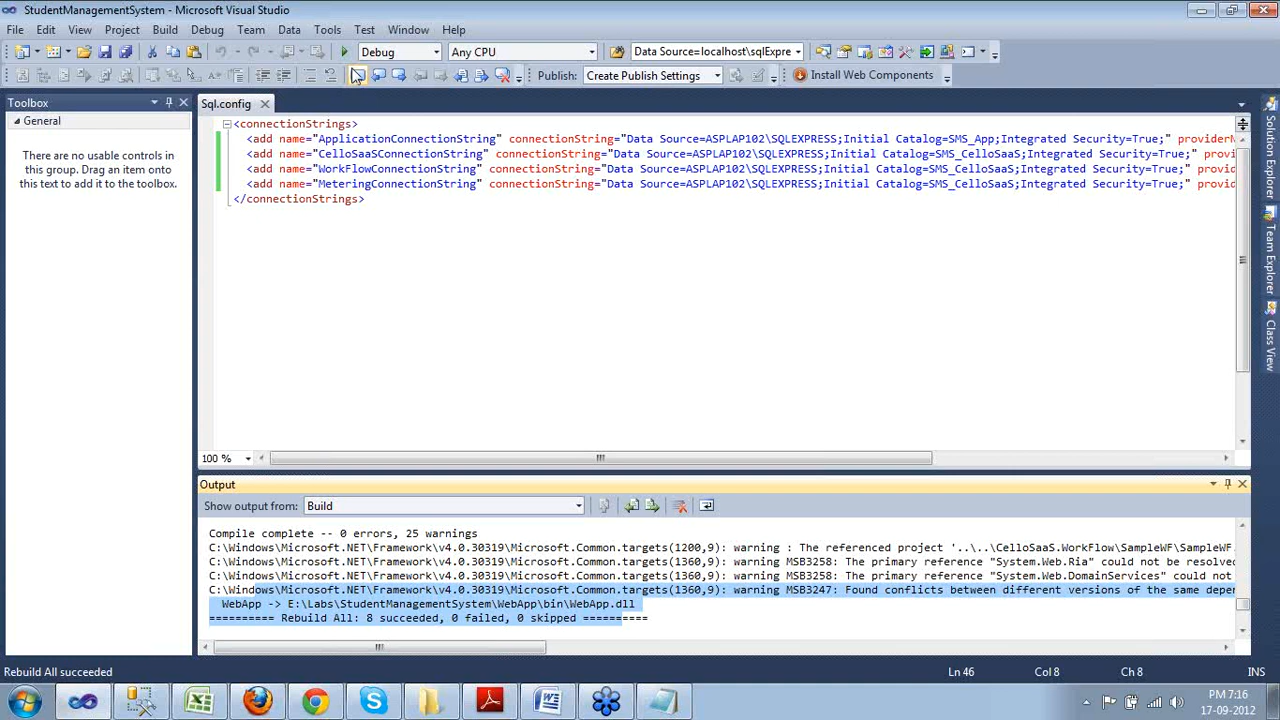 StudentManagementSystem - Microsoft Visual Studio
File Edit View Project Build Debug Team Data Tools Test Window Help
Debug Any CPU Data Source=localhost\sqlExpre
Publish: Create Publish Settings Install Web Components
Toolbox
General
There are no usable controls in
this group. Drag an item onto
this text to add it to the toolbox.
Sql.config
<connectionStrings>
<add name="ApplicationConnectionString" connectionString="Data Source=ASPLAP102\SQLEXPRESS;Initial Catalog=SMS_App;Integrated Security=True;" provider
<add name="CelloSaaSConnectionString" connectionString="Data Source=ASPLAP102\SQLEXPRESS;Initial Catalog=SMS_CelloSaaS;Integrated Security=True;" provi
<add name="WorkFlowConnectionString" connectionString="Data Source=ASPLAP102\SQLEXPRESS;Initial Catalog=SMS_CelloSaaS;Integrated Security=True;" provid
<add name="MeteringConnectionString" connectionString="Data Source=ASPLAP102\SQLEXPRESS;Initial Catalog=SMS_CelloSaaS;Integrated Security=True;" provid
</connectionStrings>
100 %
Solution Explorer
Team Explorer
Class View
Output
Show output from: Build
Compile complete -- 0 errors, 25 warnings
C:\Windows\Microsoft.NET\Framework\v4.0.30319\Microsoft.Common.targets(1200,9): warning : The referenced project '..\..\CelloSaaS.WorkFlow\SampleWF\SampleWF.
C:\Windows\Microsoft.NET\Framework\v4.0.30319\Microsoft.Common.targets(1360,9): warning MSB3258: The primary reference "System.Web.Ria" could not be resolved
C:\Windows\Microsoft.NET\Framework\v4.0.30319\Microsoft.Common.targets(1360,9): warning MSB3258: The primary reference "System.Web.DomainServices" could not
C:\Windows\Microsoft.NET\Framework\v4.0.30319\Microsoft.Common.targets(1360,9): warning MSB3247: Found conflicts between different versions of the same depen
WebApp -> E:\Labs\StudentManagementSystem\WebApp\bin\WebApp.dll
========== Rebuild All: 8 succeeded, 0 failed, 0 skipped ==========
Rebuild All succeeded Ln 46 Col 8 Ch 8 INS
PM 7:16
17-09-2012